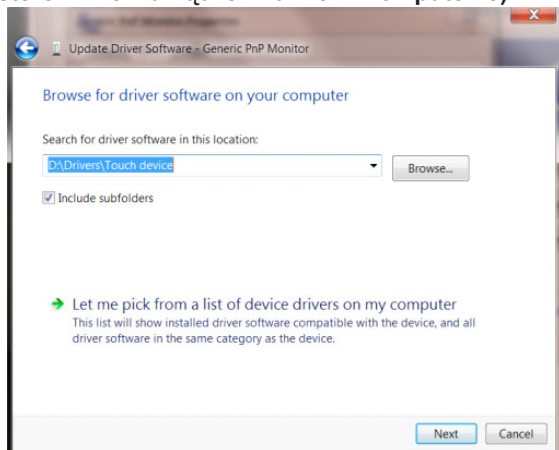 Update Driver Software - Generic PnP Monitor
Browse for driver software on your computer
Search for driver software in this location:
D:\Drivers\Touch device
Browse...
Include subfolders
Let me pick from a list of device drivers on my computer
This list will show installed driver software compatible with the device, and all
driver software in the same category as the device.
Next Cancel